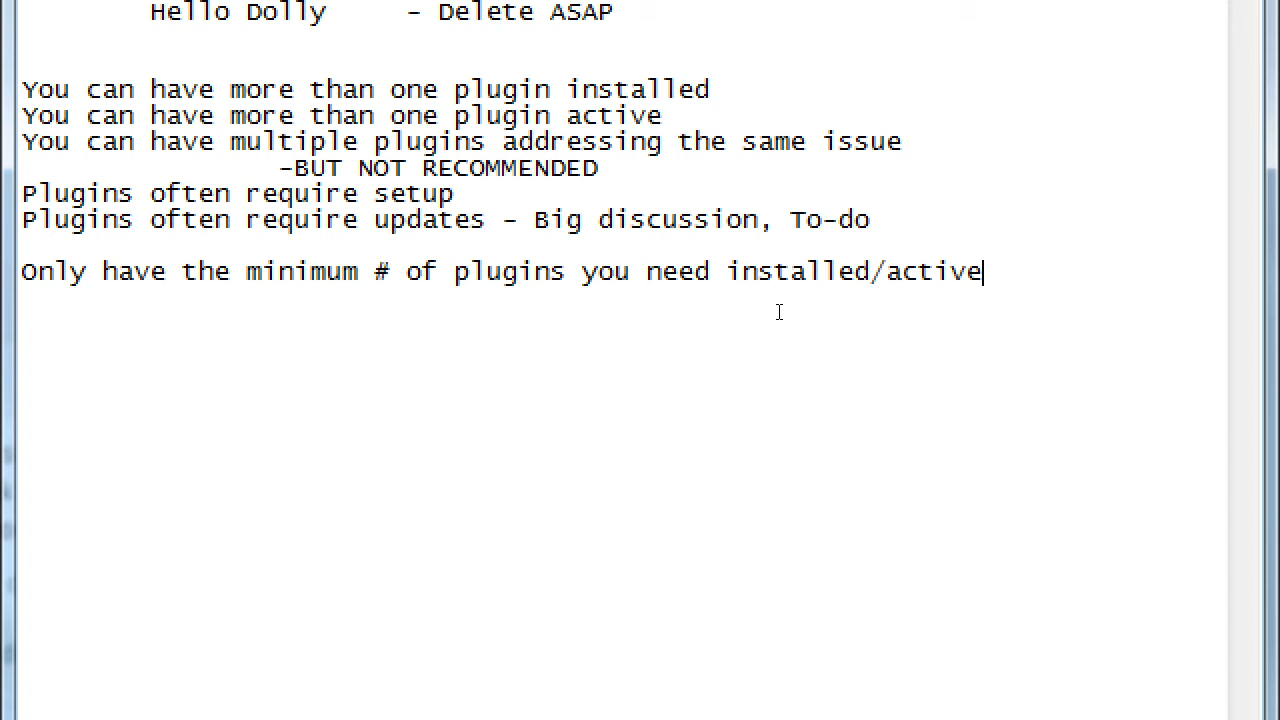 Hello Dolly     - Delete ASAP
You can have more than one plugin installed
You can have more than one plugin active
You can have multiple plugins addressing the same issue
-BUT NOT RECOMMENDED
Plugins often require setup
Plugins often require updates - Big discussion, To-do
Only have the minimum # of plugins you need installed/active